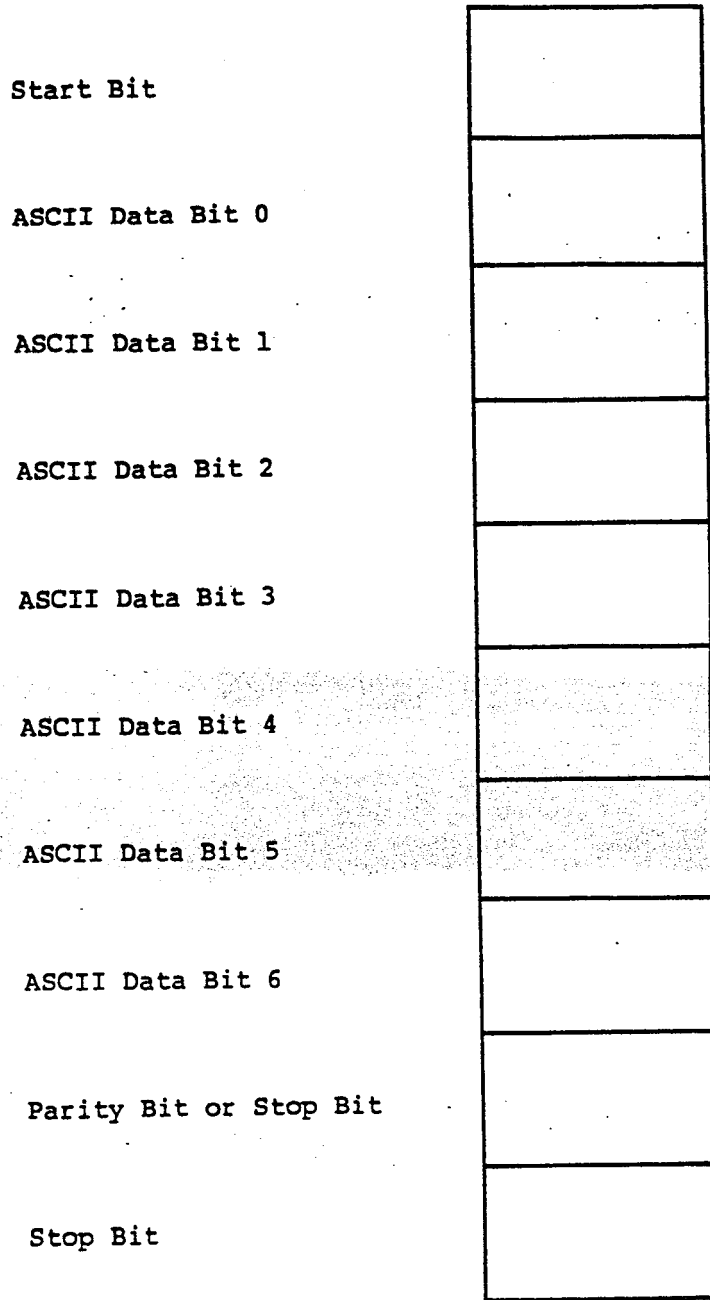 Start Bit
ASCII Data Bit 0
ASCII Data Bit 1
ASCII Data Bit 2
ASCII Data Bit 3
ASCII Data Bit 4
ASCII Data Bit 5
ASCII Data Bit 6
Parity Bit or Stop Bit
Stop Bit